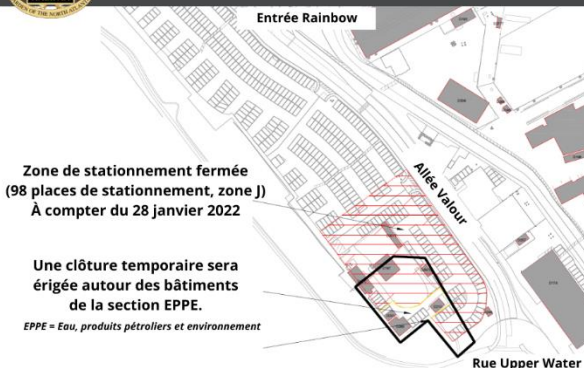 Entrée Rainbow
Allée Valour
Zone de stationnement fermée
(98 places de stationnement, zone J)
À compter du 28 janvier 2022
Une clôture temporaire sera
érigée autour des bâtiments
de la section EPPE.
EPPE = Eau, produits pétroliers et environnement
Rue Upper Water